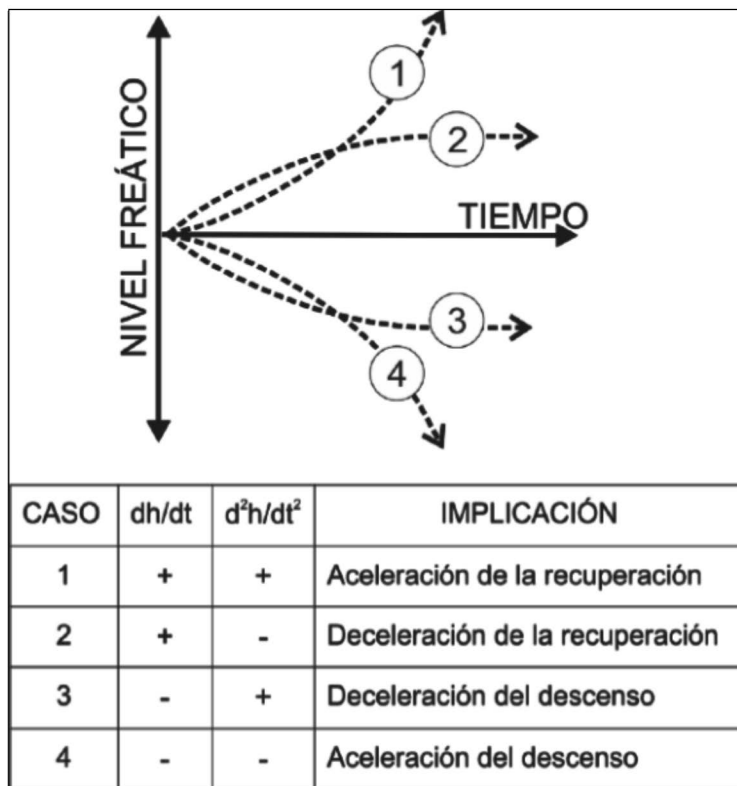 NIVEL FREÁTICO
1
2
TIEMPO
3
4
CASO dh/dt d²h/dt² IMPLICACIÓN
1 + + Aceleración de la recuperación
2 + - Deceleración de la recuperación
3 - + Deceleración del descenso
4 - - Aceleración del descenso